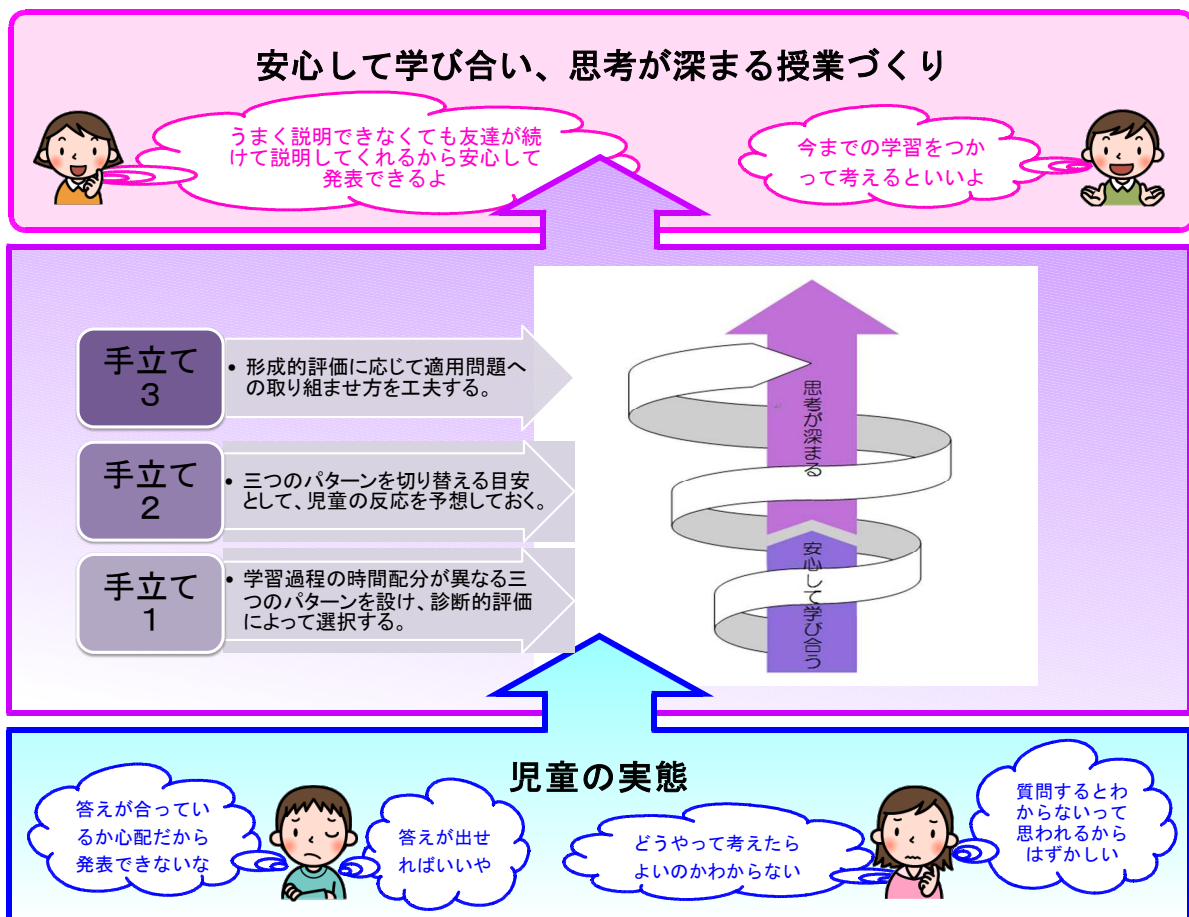 安心して学び合い、思考が深まる授業づくり
うまく説明できなくても友達が続
けて説明してくれるから安心して
発表できるよ
今までの学習をつか
って考えるといいよ
手立て
3
• 形成的評価に応じて適用問題へ
の取り組ませ方を工夫する。
手立て
2
• 三つのパターンを切り替える目安
として、児童の反応を予想しておく。
手立て
1
• 学習過程の時間配分が異なる三
つのパターンを設け、診断的評価
によって選択する。
思考が深まる
安心して学び合う
児童の実態
答えが合ってい
るか心配だから
発表できないな
答えが出せ
ればいいや
どうやって考えたら
よいのかわからない
質問するとわ
からないって
思われるから
はずかしい